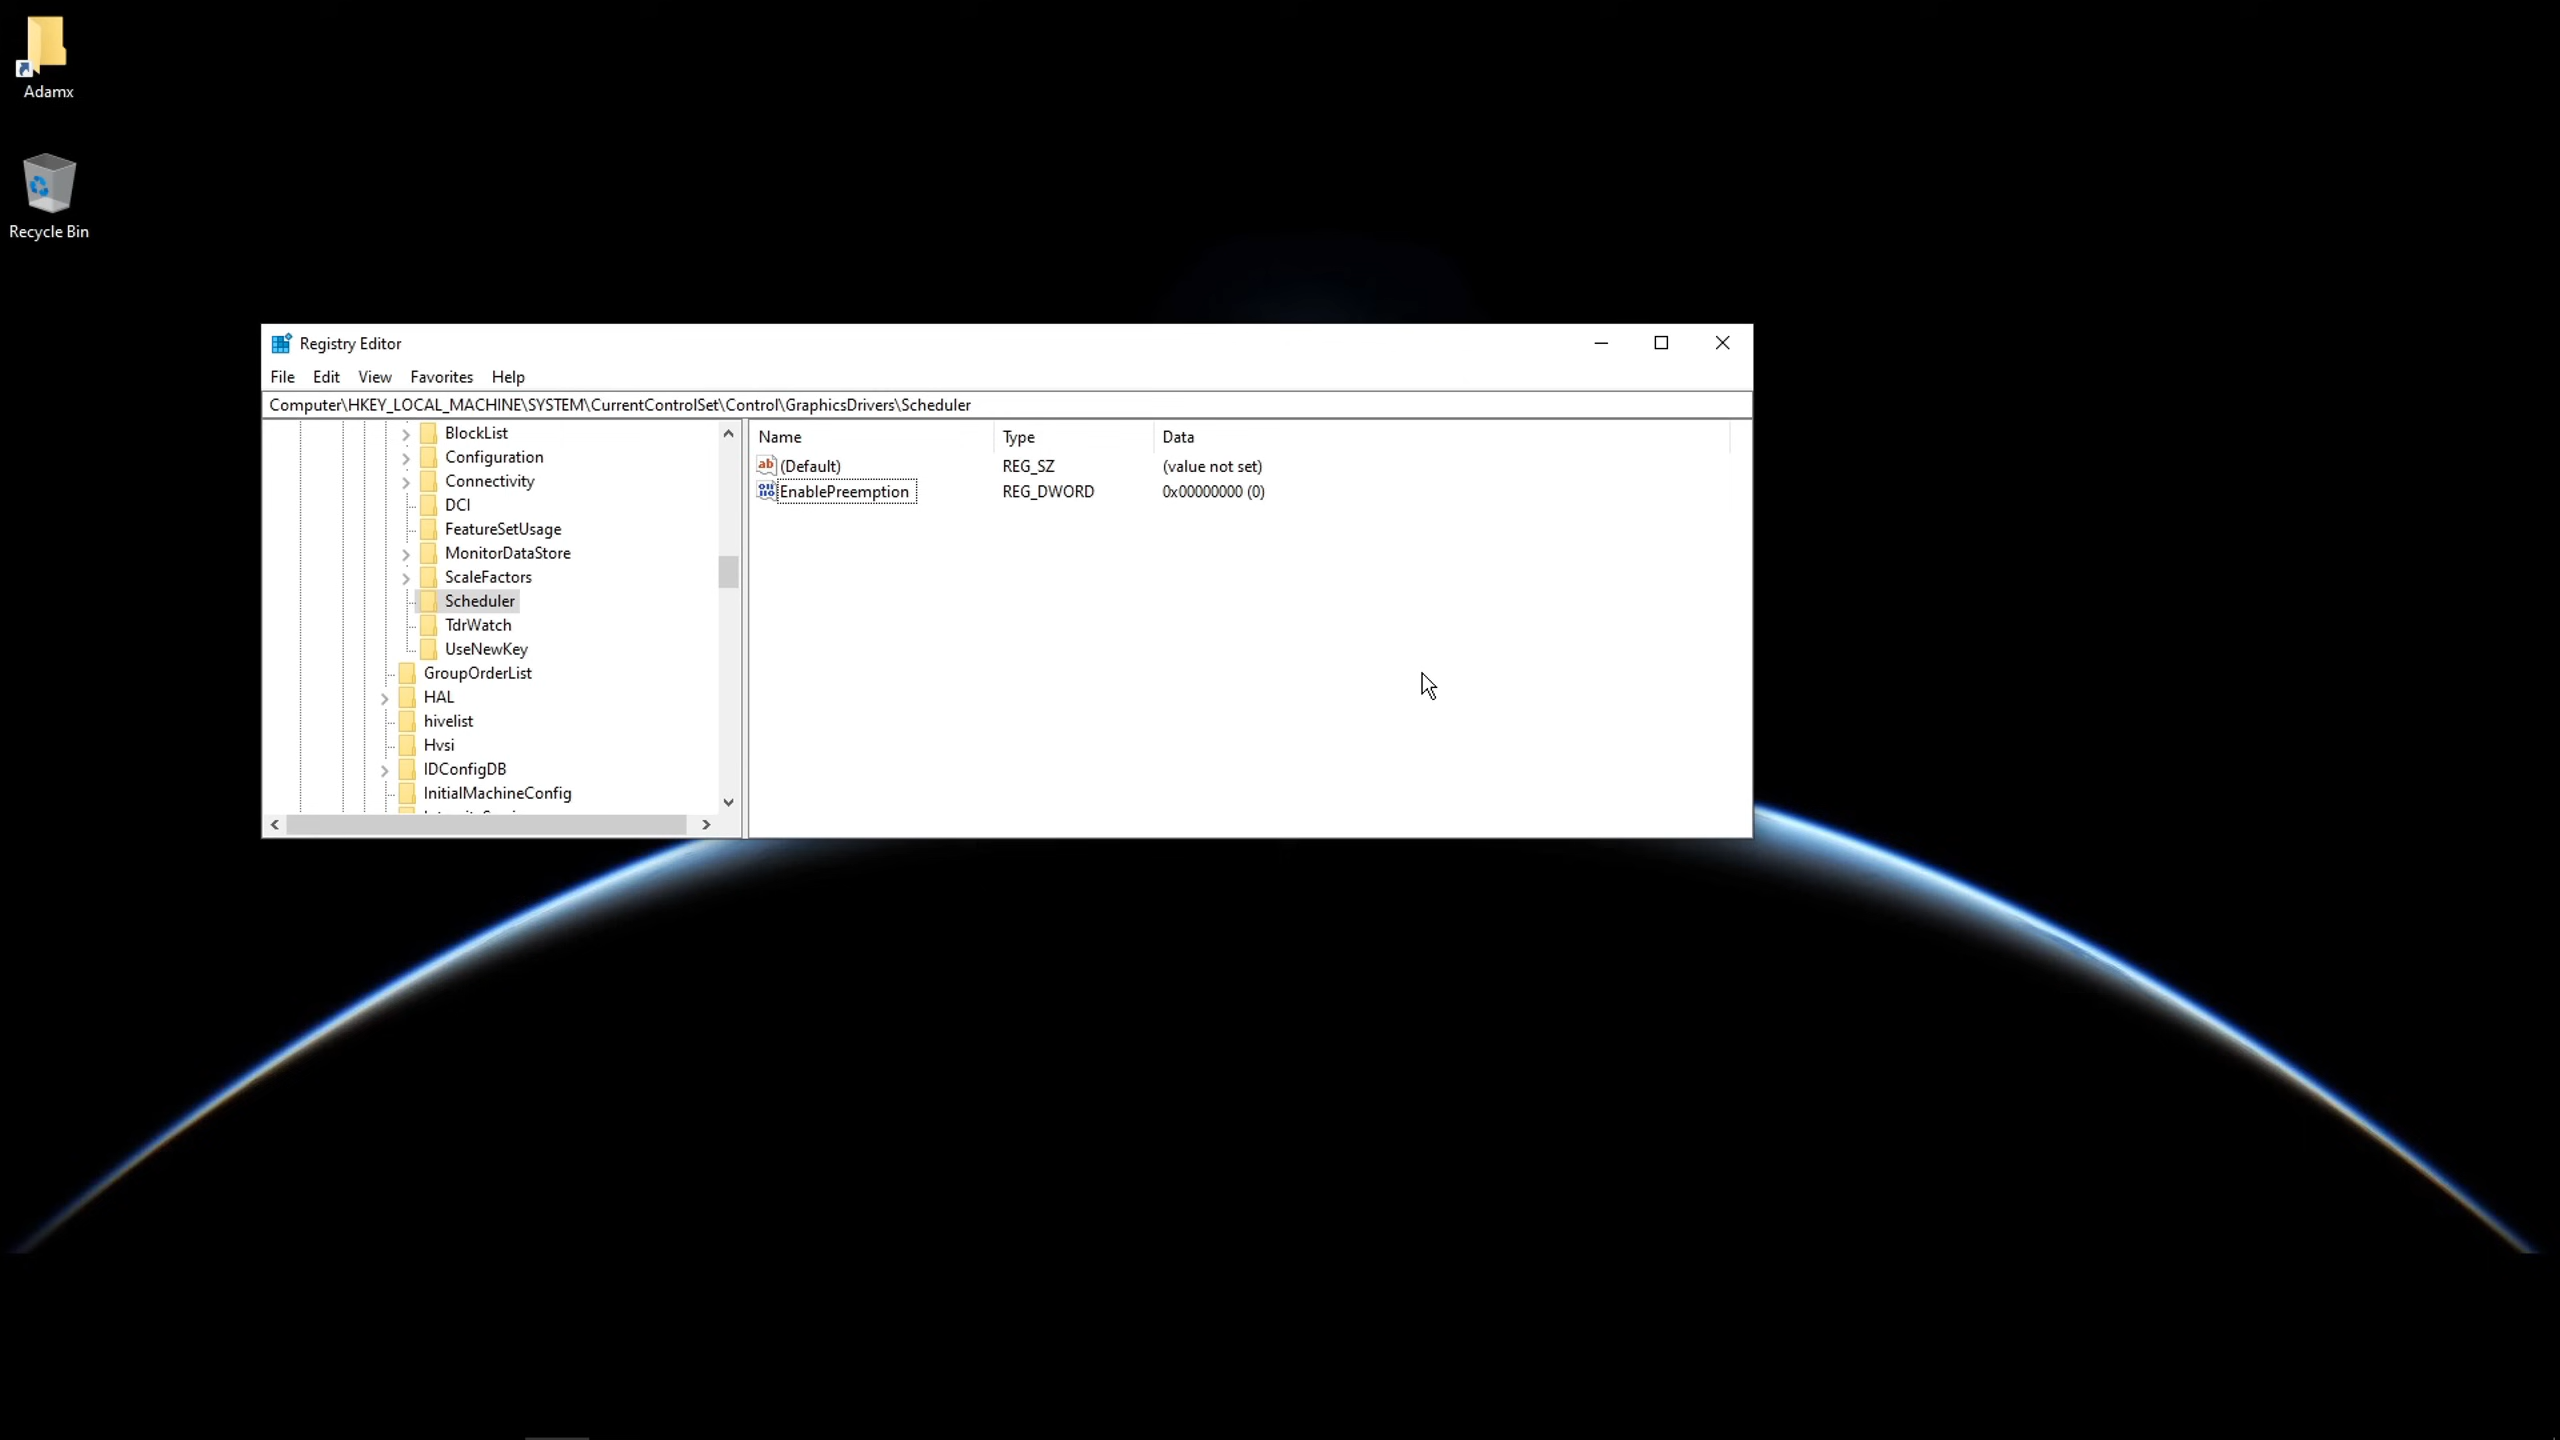 Adamx
Recycle Bin
Registry Editor
File Edit View Favorites Help
Computer\HKEY_LOCAL_MACHINE\SYSTEM\CurrentControlSet\Control\GraphicsDrivers\Scheduler
BlockList
Configuration
Connectivity
DCI
FeatureSetUsage
MonitorDataStore
ScaleFactors
Scheduler
TdrWatch
UseNewKey
GroupOrderList
HAL
hivelist
Hvsi
IDConfigDB
InitialMachineConfig
Name Type Data
(Default) REG_SZ (value not set)
EnablePreemption REG_DWORD 0x00000000 (0)